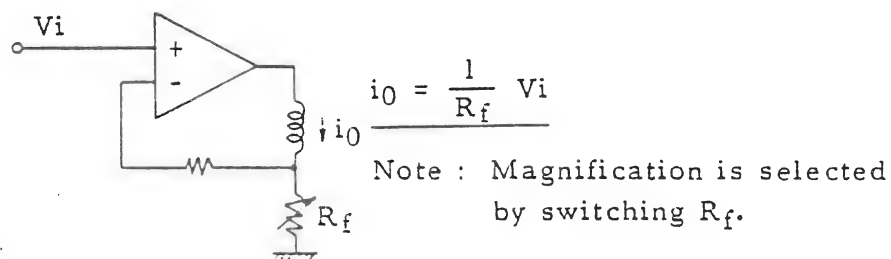 Vi
+
-
i0 = 1/Rf Vi
i0
Note : Magnification is selected
by switching Rf.
Rf